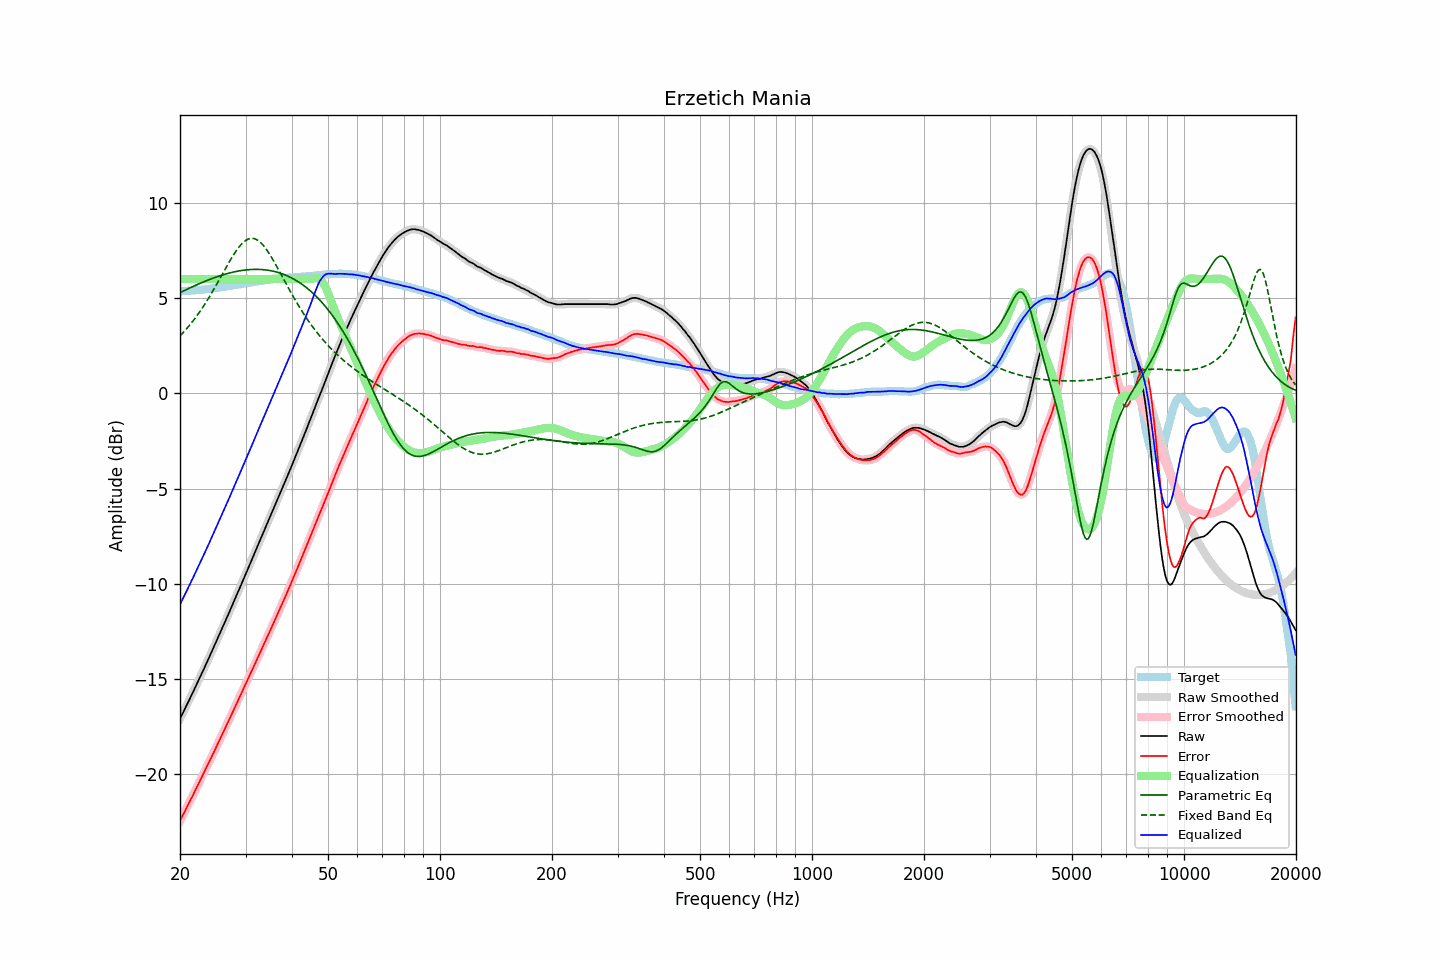 Erzetich Mania
Amplitude (dBr)
10
5
0
−5
−10
−15
−20
20
50
100
200
500
1000
2000
5000
10000
20000
Frequency (Hz)
Target
Raw Smoothed
Error Smoothed
Raw
Error
Equalization
Parametric Eq
Fixed Band Eq
Equalized